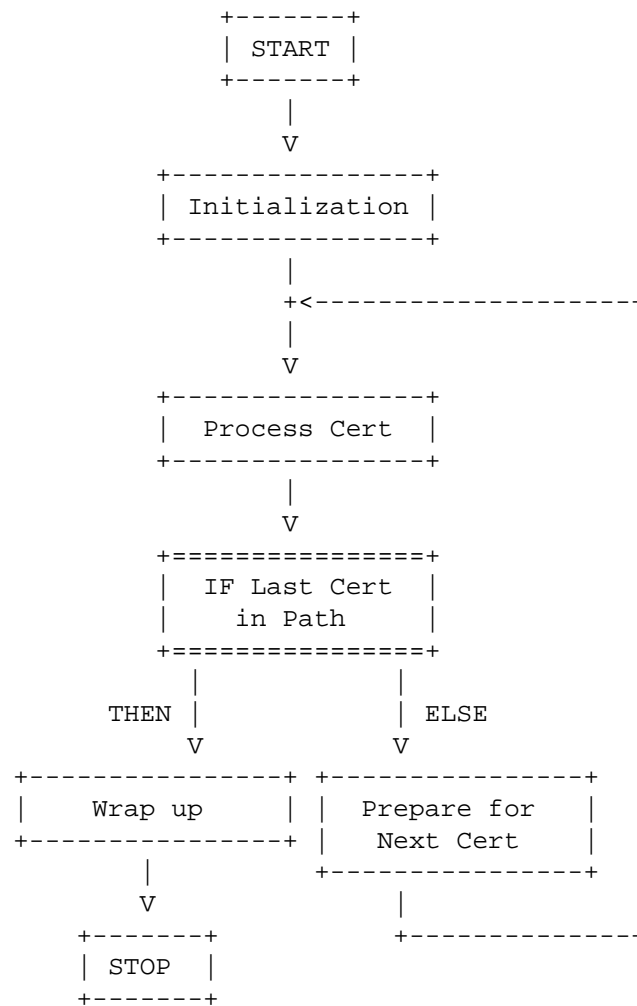 START
V
Initialization
V
Process Cert
V
IF Last Cert
in Path
THEN ELSE
V V
Wrap up Prepare for
Next Cert
V
STOP